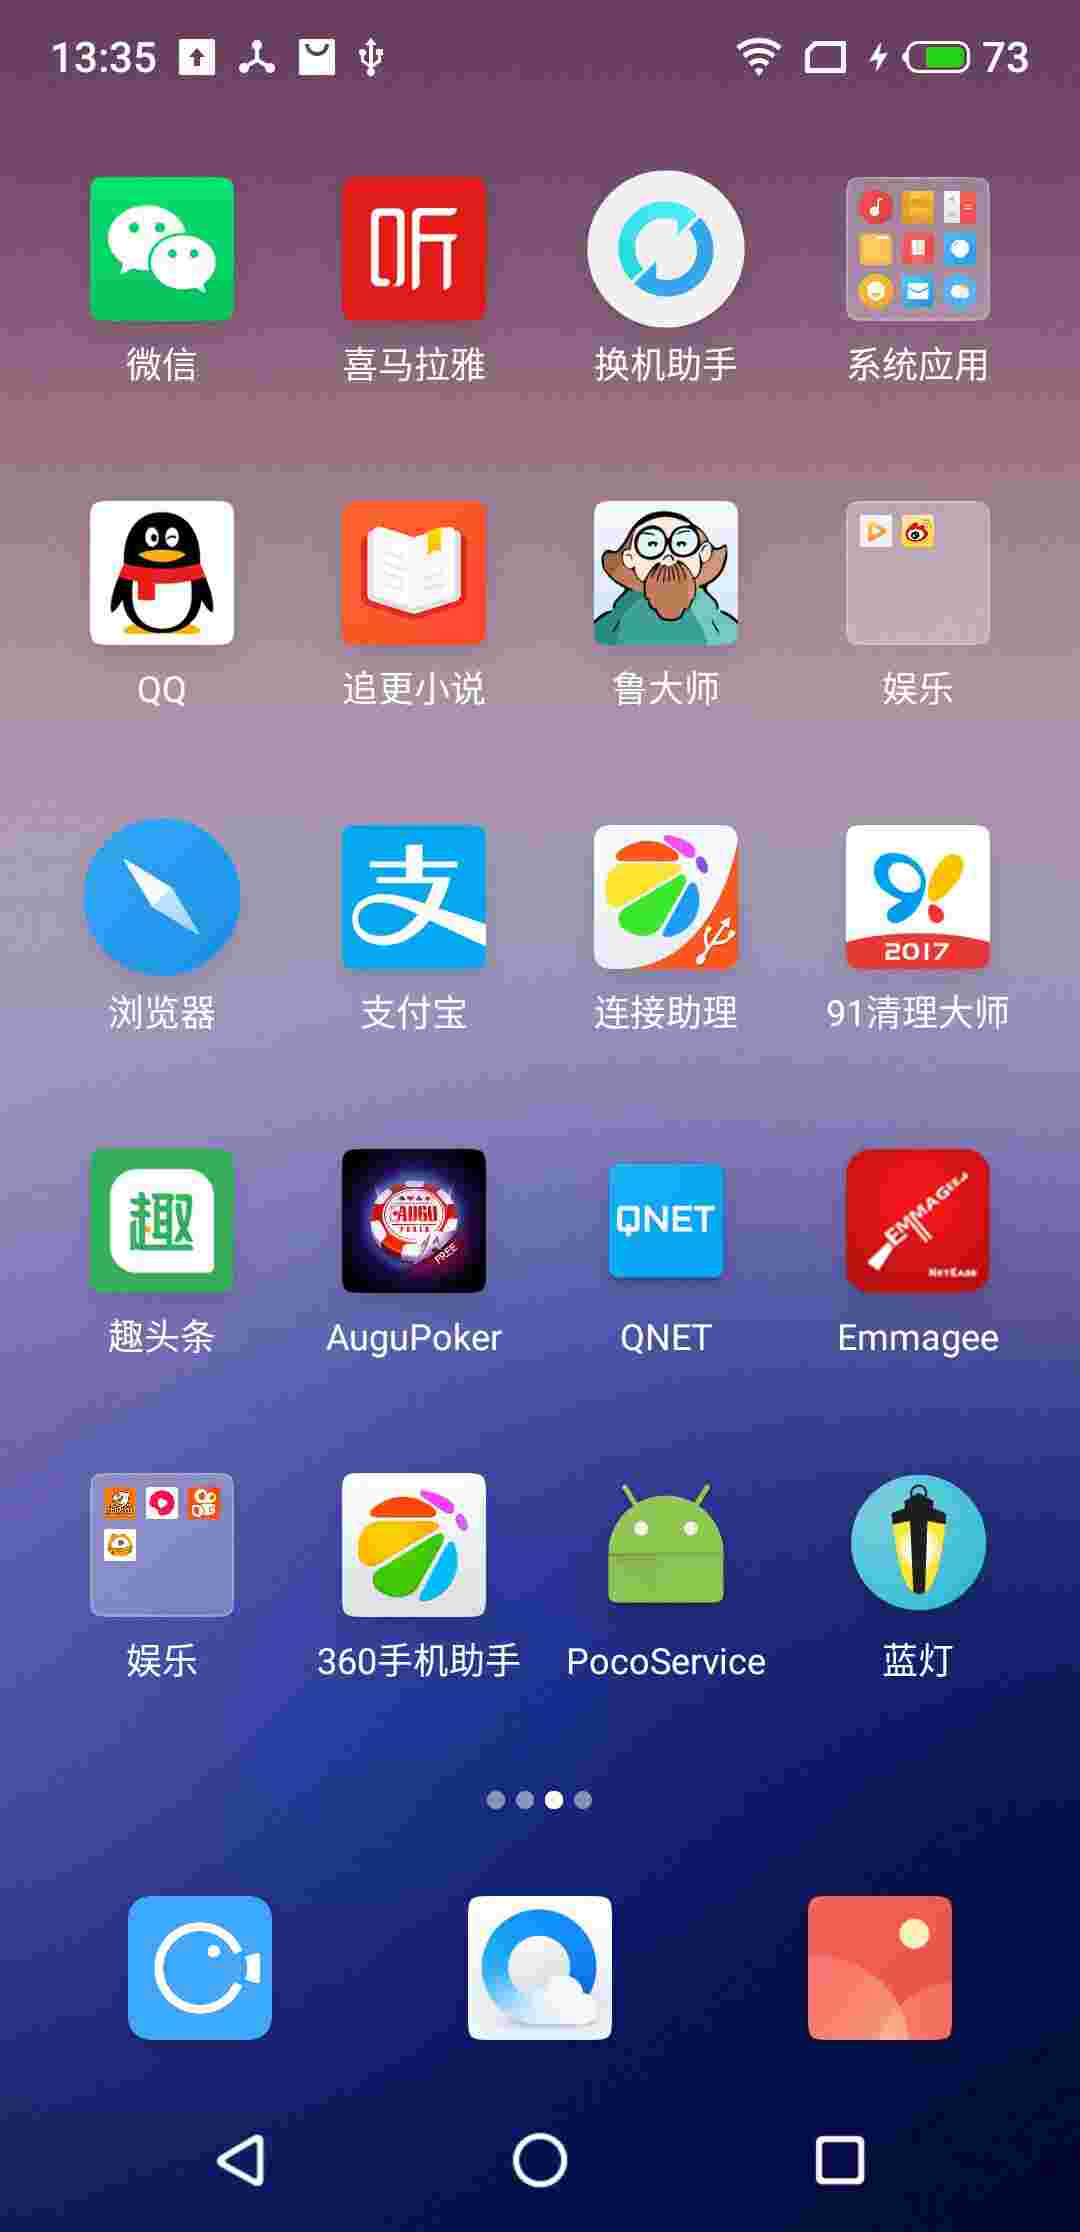 13:35 73
听
微信 喜马拉雅 换机助手 系统应用
QQ 追更小说 鲁大师 娱乐
支
2017
浏览器 支付宝 连接助理 91清理大师
趣 AUGU FREE QNET EMMAGEE NETEASE
趣头条 AuguPoker QNET Emmagee
娱乐 360手机助手 PocoService 蓝灯